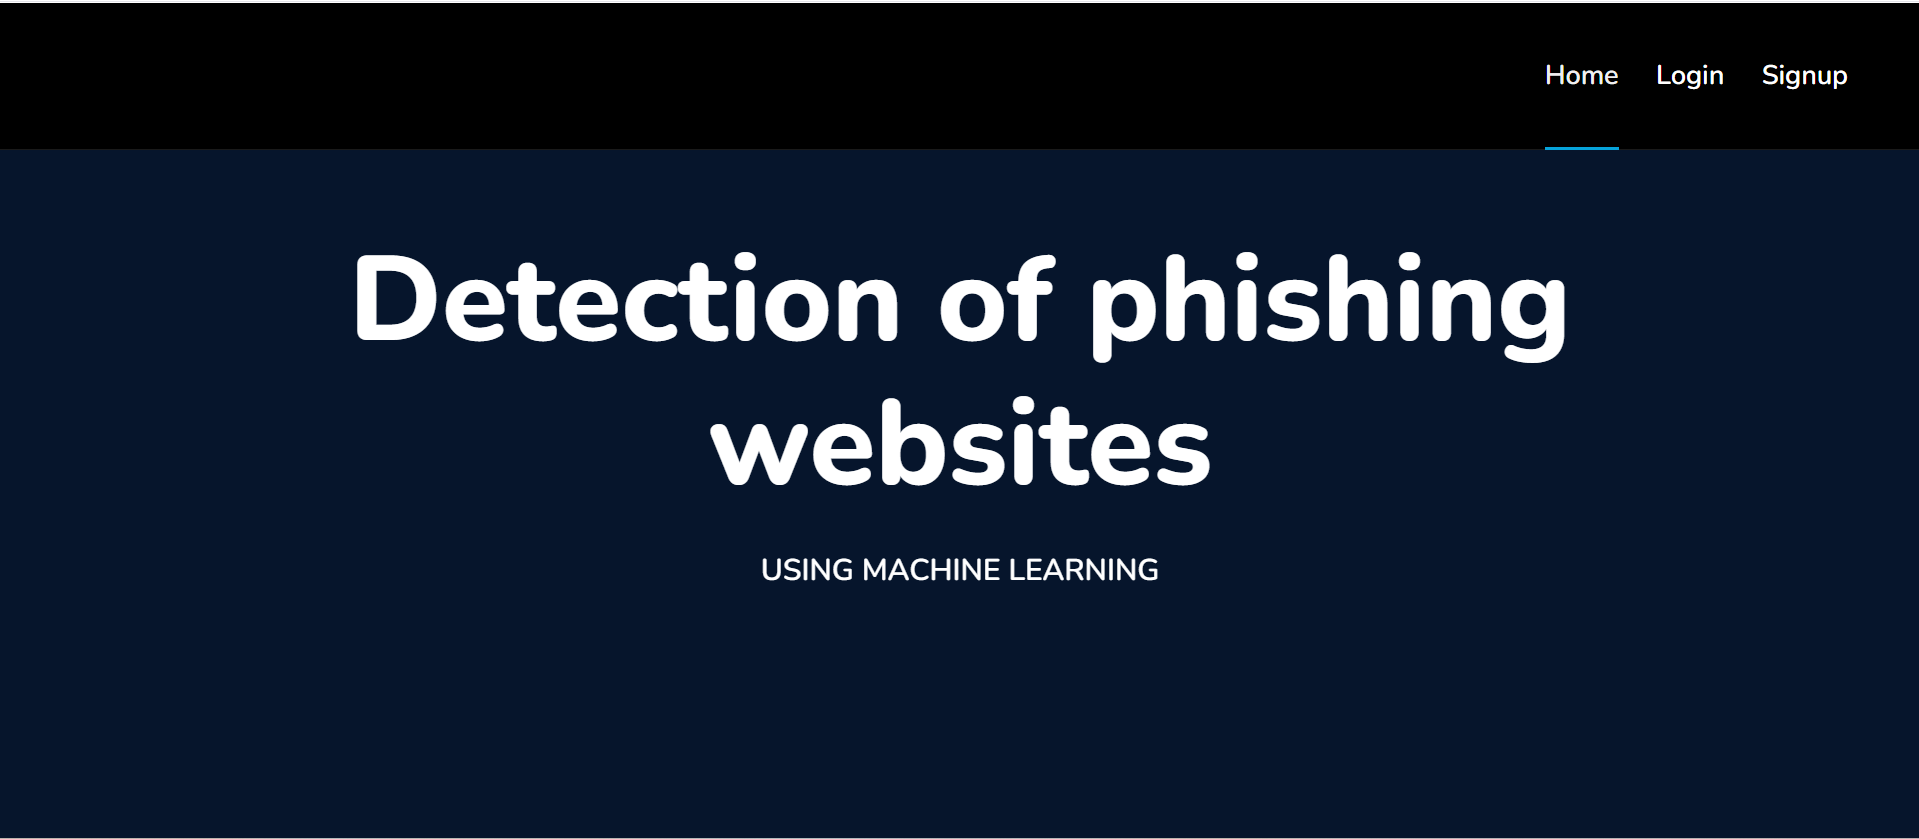 Home Login Signup
Detection of phishing
websites
USING MACHINE LEARNING